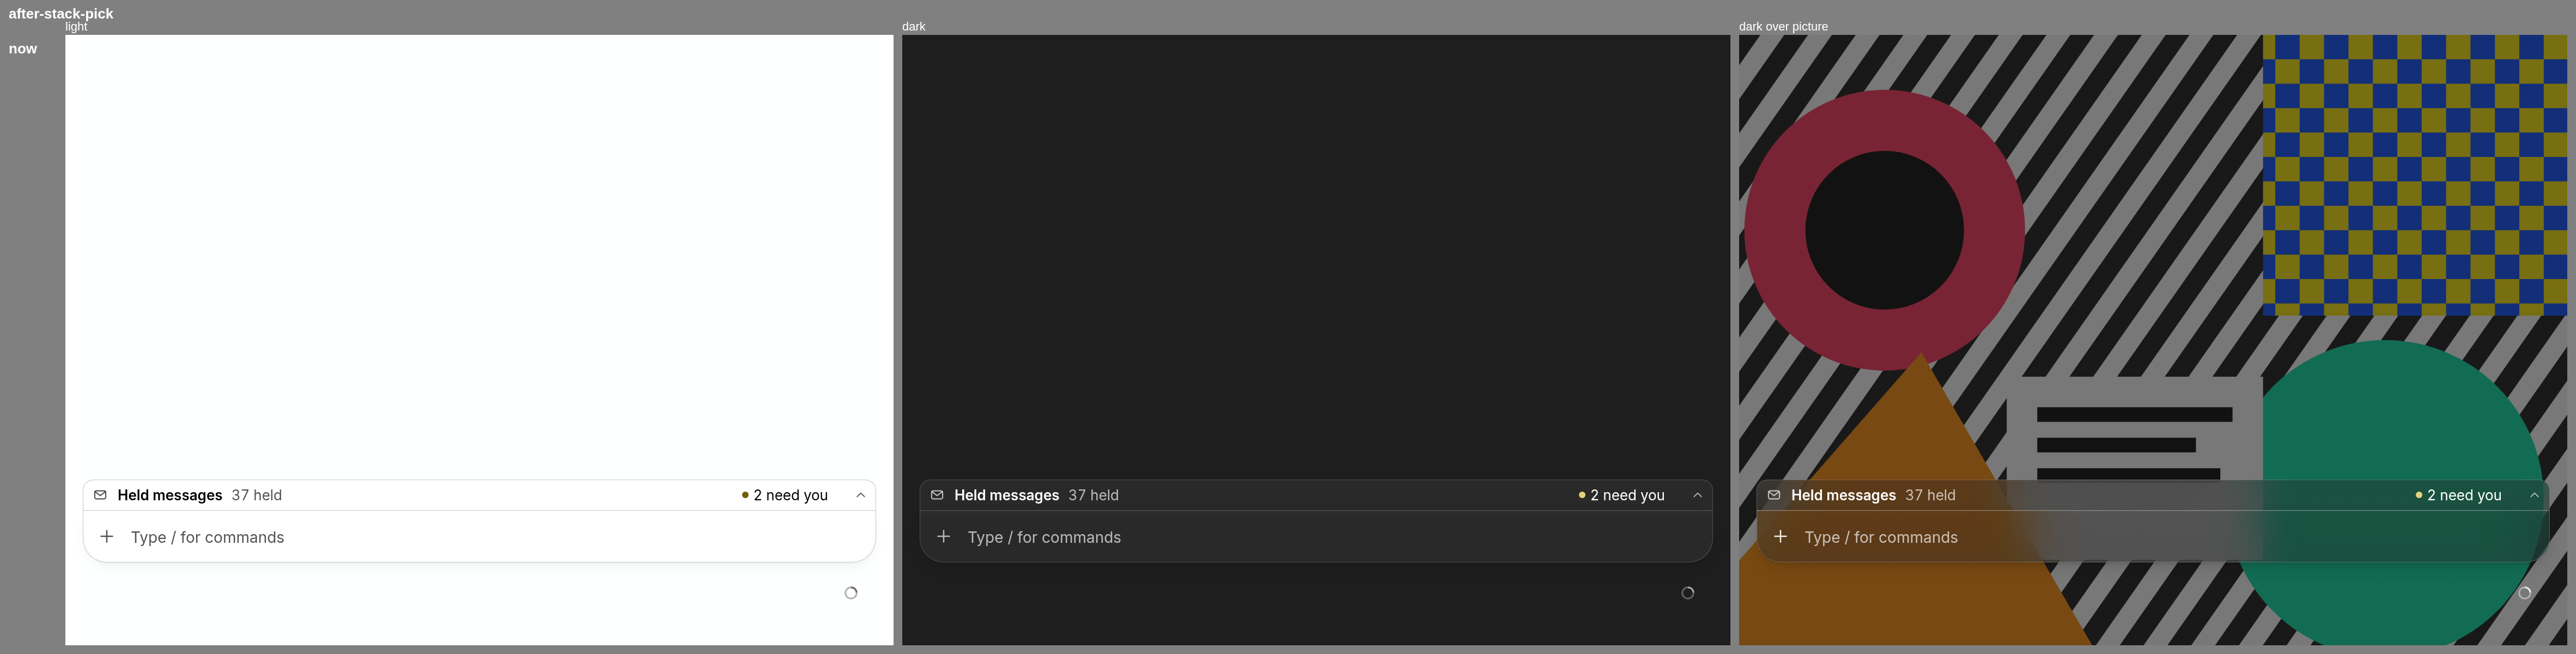 after-stack-pick
light
dark
dark over picture
now
Held messages 37 held 2 need you
Type / for commands
Held messages 37 held 2 need you
Type / for commands
Held messages 37 held 2 need you
Type / for commands